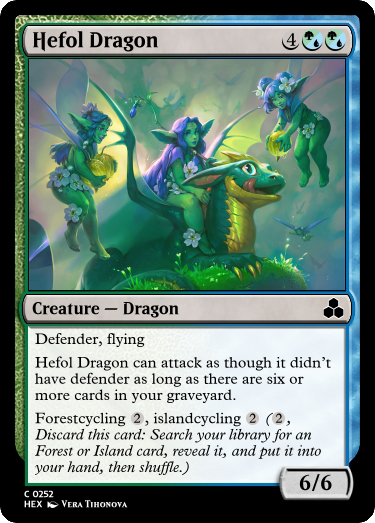 Hefol Dragon 4
Creature — Dragon
Defender, flying
Hefol Dragon can attack as though it didn't
have defender as long as there are six or
more cards in your graveyard.
Forestcycling 2, islandcycling 2 (2,
Discard this card: Search your library for an
Forest or Island card, reveal it, and put it into
your hand, then shuffle.)
6/6
C 0252
HEX Vera Tihonova